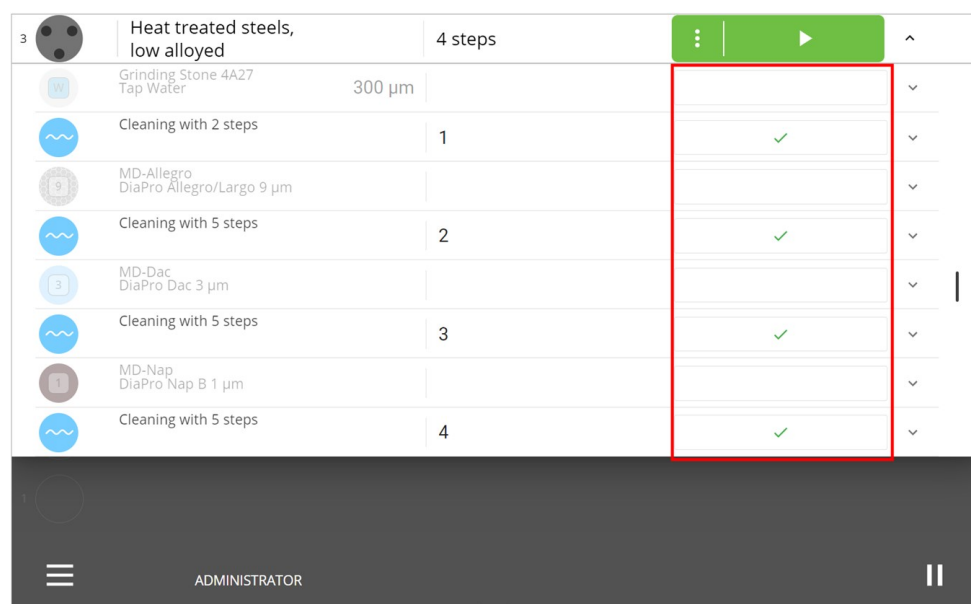 3
Heat treated steels,
low alloyed
4 steps
W
Grinding Stone 4A27
Tap Water
300 µm
Cleaning with 2 steps
1
9
MD-Allegro
DiaPro Allegro/Largo 9 µm
Cleaning with 5 steps
2
3
MD-Dac
DiaPro Dac 3 µm
Cleaning with 5 steps
3
1
MD-Nap
DiaPro Nap B 1 µm
Cleaning with 5 steps
4
1
ADMINISTRATOR